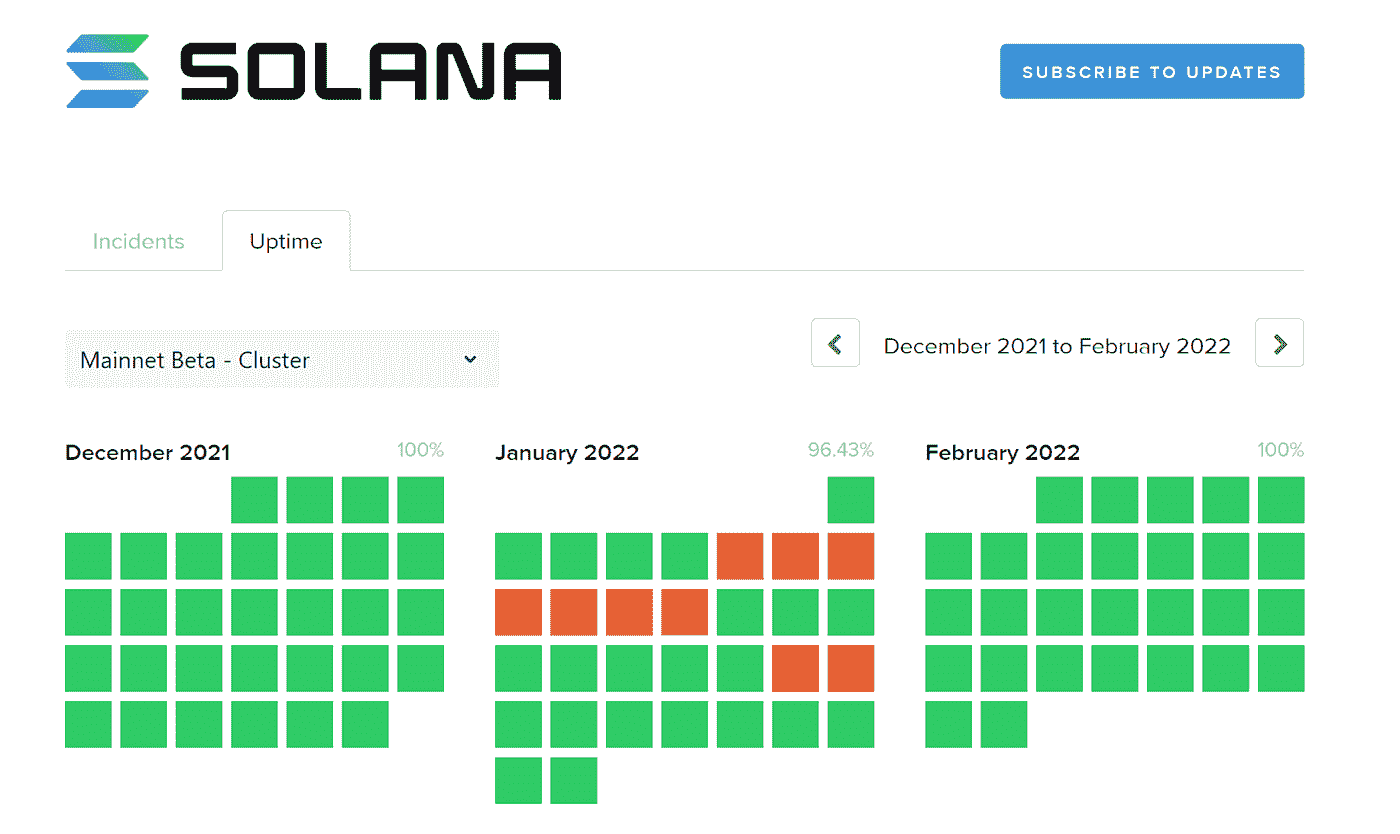 SOLANA
SUBSCRIBE TO UPDATES
Incidents
Uptime
Mainnet Beta - Cluster
December 2021 to February 2022
December 2021
100%
January 2022
96.43%
February 2022
100%